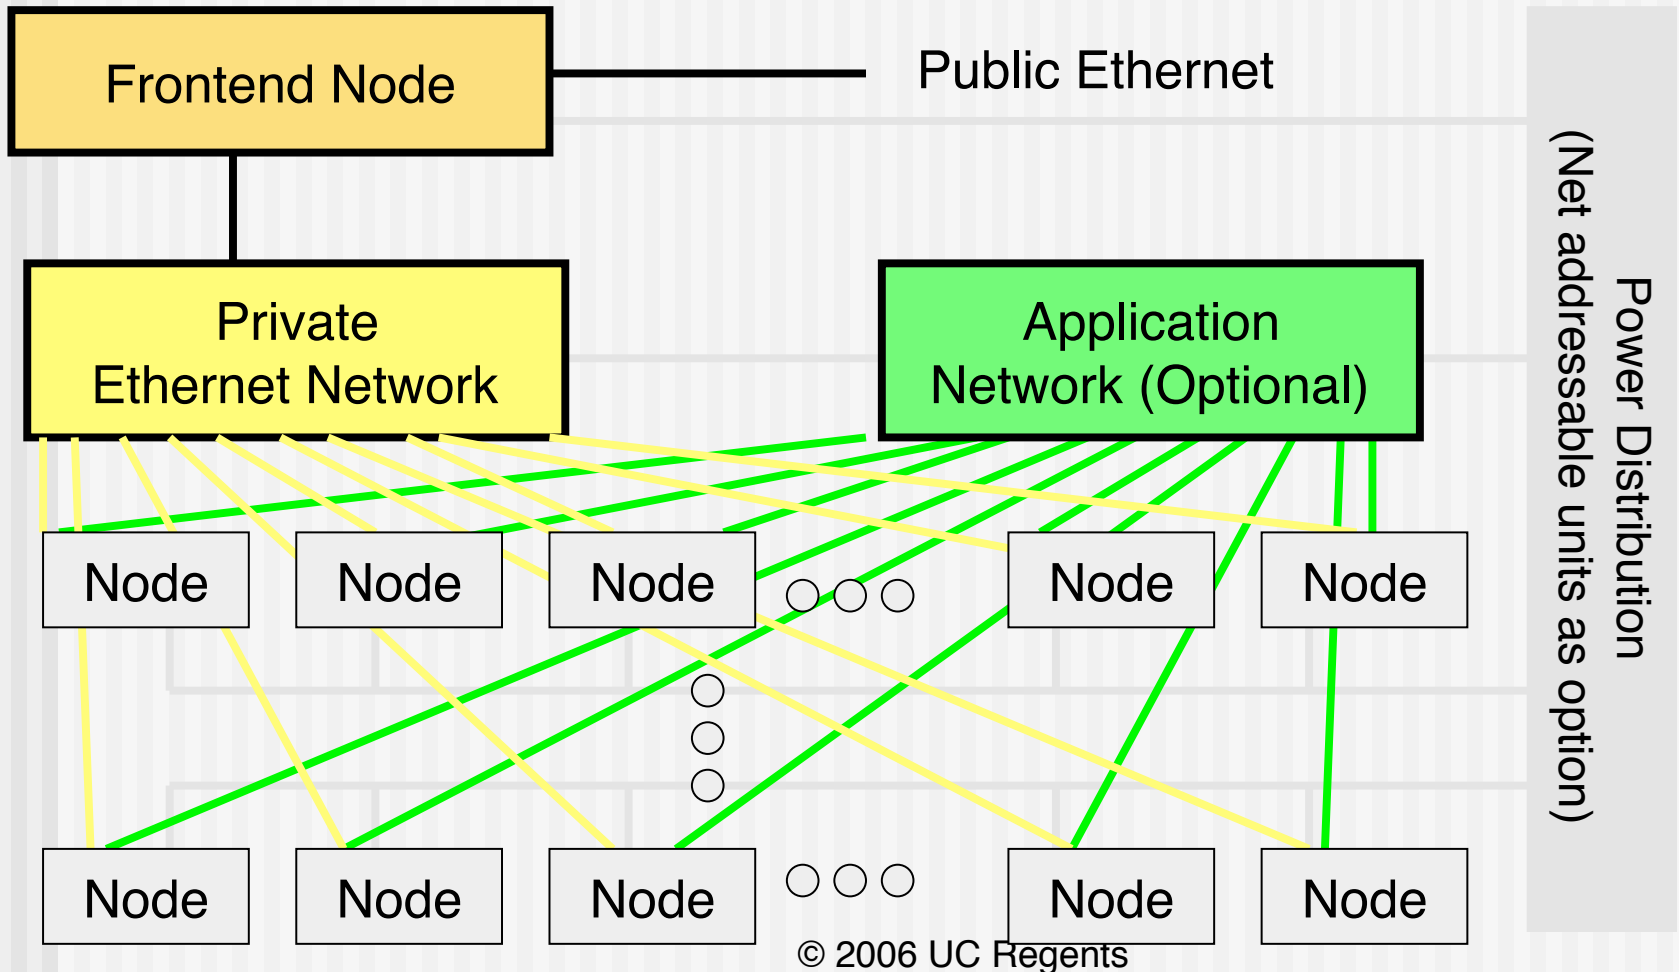 Frontend Node
Public Ethernet
Private
Ethernet Network
Application
Network (Optional)
Power Distribution
(Net addressable units as option)
Node
Node
Node
Node
Node
Node
Node
Node
Node
Node
© 2006 UC Regents